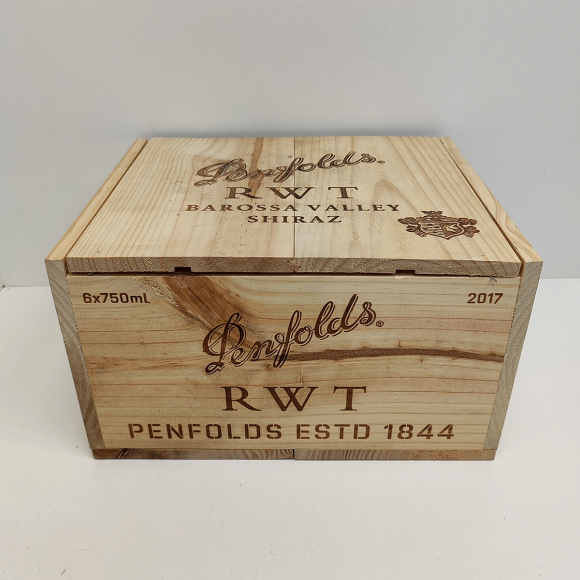 Penfolds.
RWT
BAROSSA VALLEY
SHIRAZ
6x750mL
2017
Penfolds.®
RWT
PENFOLDS ESTD 1844